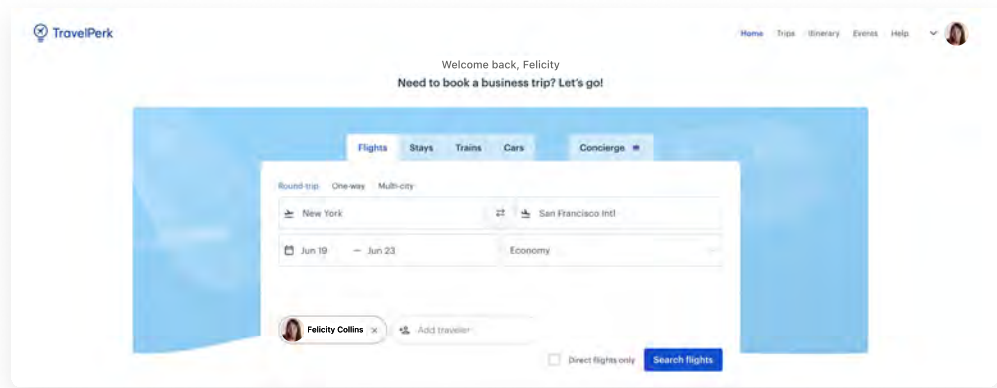 TravelPerk
Home Trips Itinerary Events Help
Welcome back, Felicity
Need to book a business trip? Let's go!
Flights Stays Trains Cars Concierge
Round-trip One-way Multi-city
New York San Francisco Intl
Jun 19 – Jun 23 Economy
Felicity Collins × Add traveler
Direct flights only Search flights